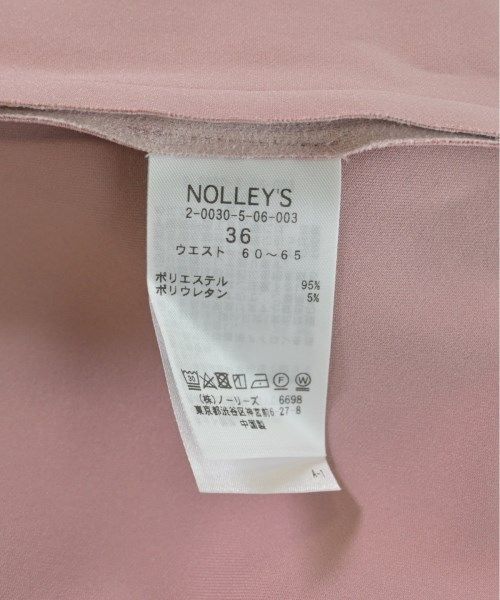 NOLLEY'S
2-0030-5-06-003
36
ウエスト 60～65
ポリエステル 95%
ポリウレタン 5%
30 F W
(株)ノーリーズ 6698
東京都渋谷区神宮前6-27-8
中国製
A-1